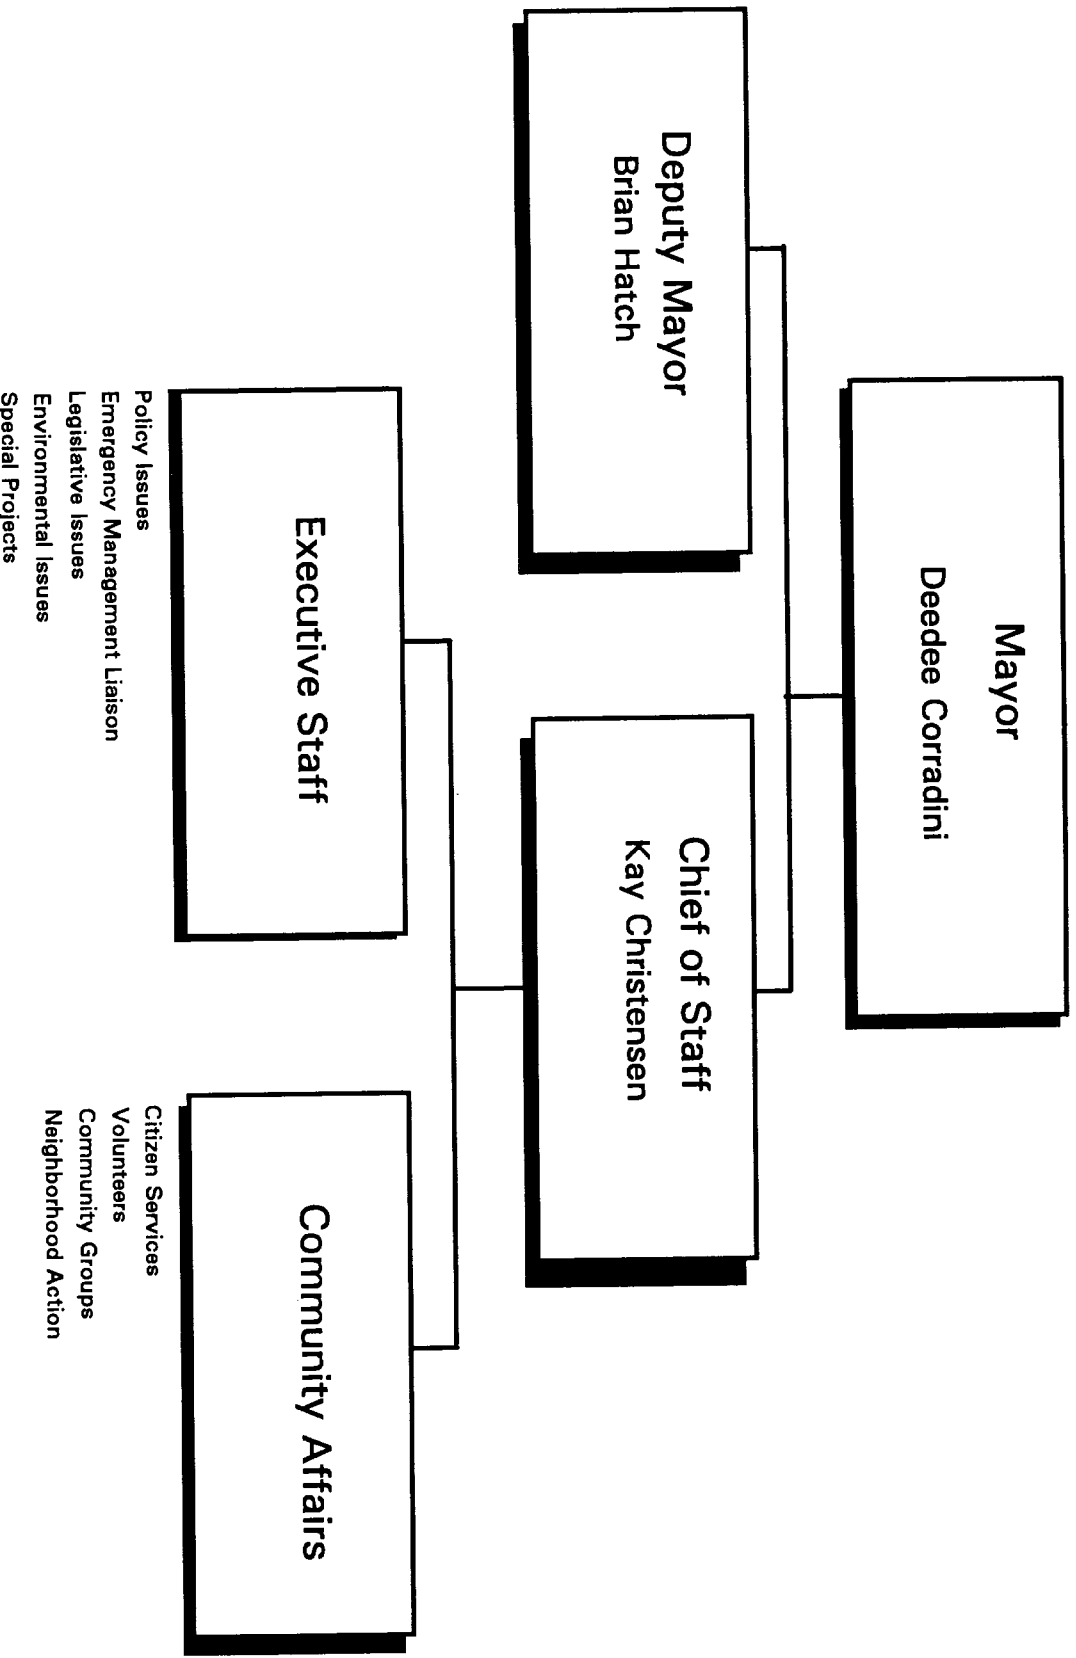 Mayor
Deedee Corradini
Deputy Mayor
Brian Hatch
Chief of Staff
Kay Christensen
Executive Staff
Policy Issues
Emergency Management Liaison
Legislative Issues
Environmental Issues
Special Projects
Community Affairs
Citizen Services
Volunteers
Community Groups
Neighborhood Action